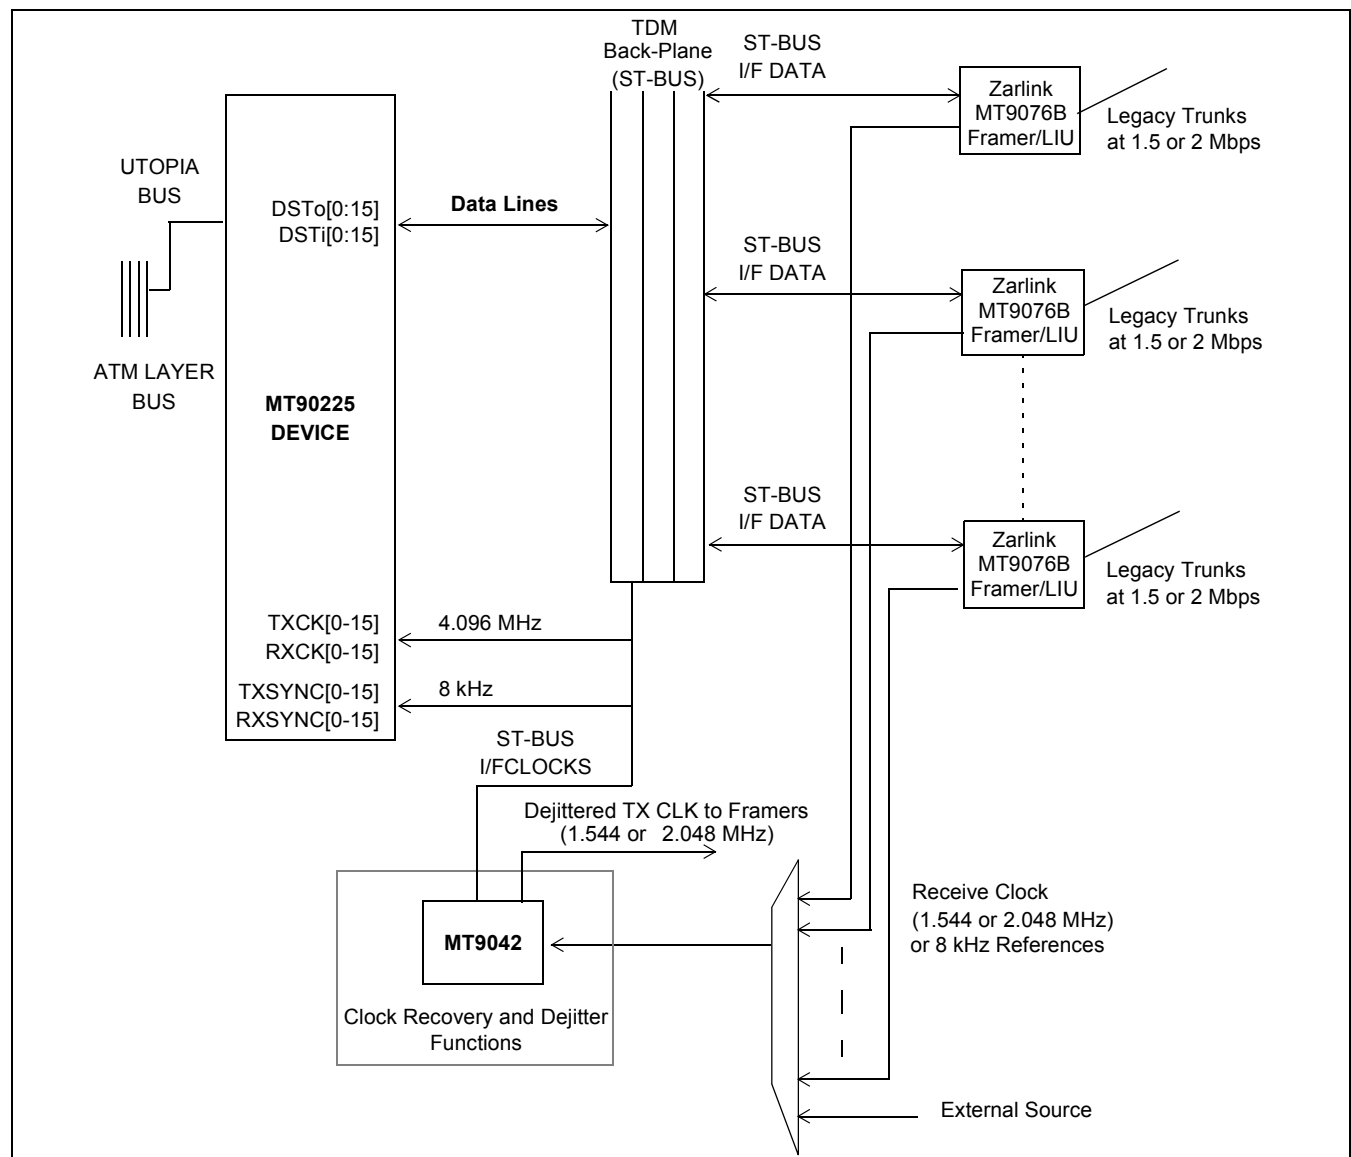 TDM
Back-Plane
(ST-BUS)
ST-BUS
I/F DATA
Zarlink
MT9076B
Framer/LIU
Legacy Trunks
at 1.5 or 2 Mbps
UTOPIA
BUS
DSTo[0:15]
DSTi[0:15]
Data Lines
ST-BUS
I/F DATA
Zarlink
MT9076B
Framer/LIU
Legacy Trunks
at 1.5 or 2 Mbps
ATM LAYER
BUS
MT90225
DEVICE
ST-BUS
I/F DATA
Zarlink
MT9076B
Framer/LIU
Legacy Trunks
at 1.5 or 2 Mbps
TXCK[0-15]
RXCK[0-15]
4.096 MHz
TXSYNC[0-15]
RXSYNC[0-15]
8 kHz
ST-BUS
I/FCLOCKS
Dejittered TX CLK to Framers
(1.544 or 2.048 MHz)
MT9042
Clock Recovery and Dejitter
Functions
Receive Clock
(1.544 or 2.048 MHz)
or 8 kHz References
External Source